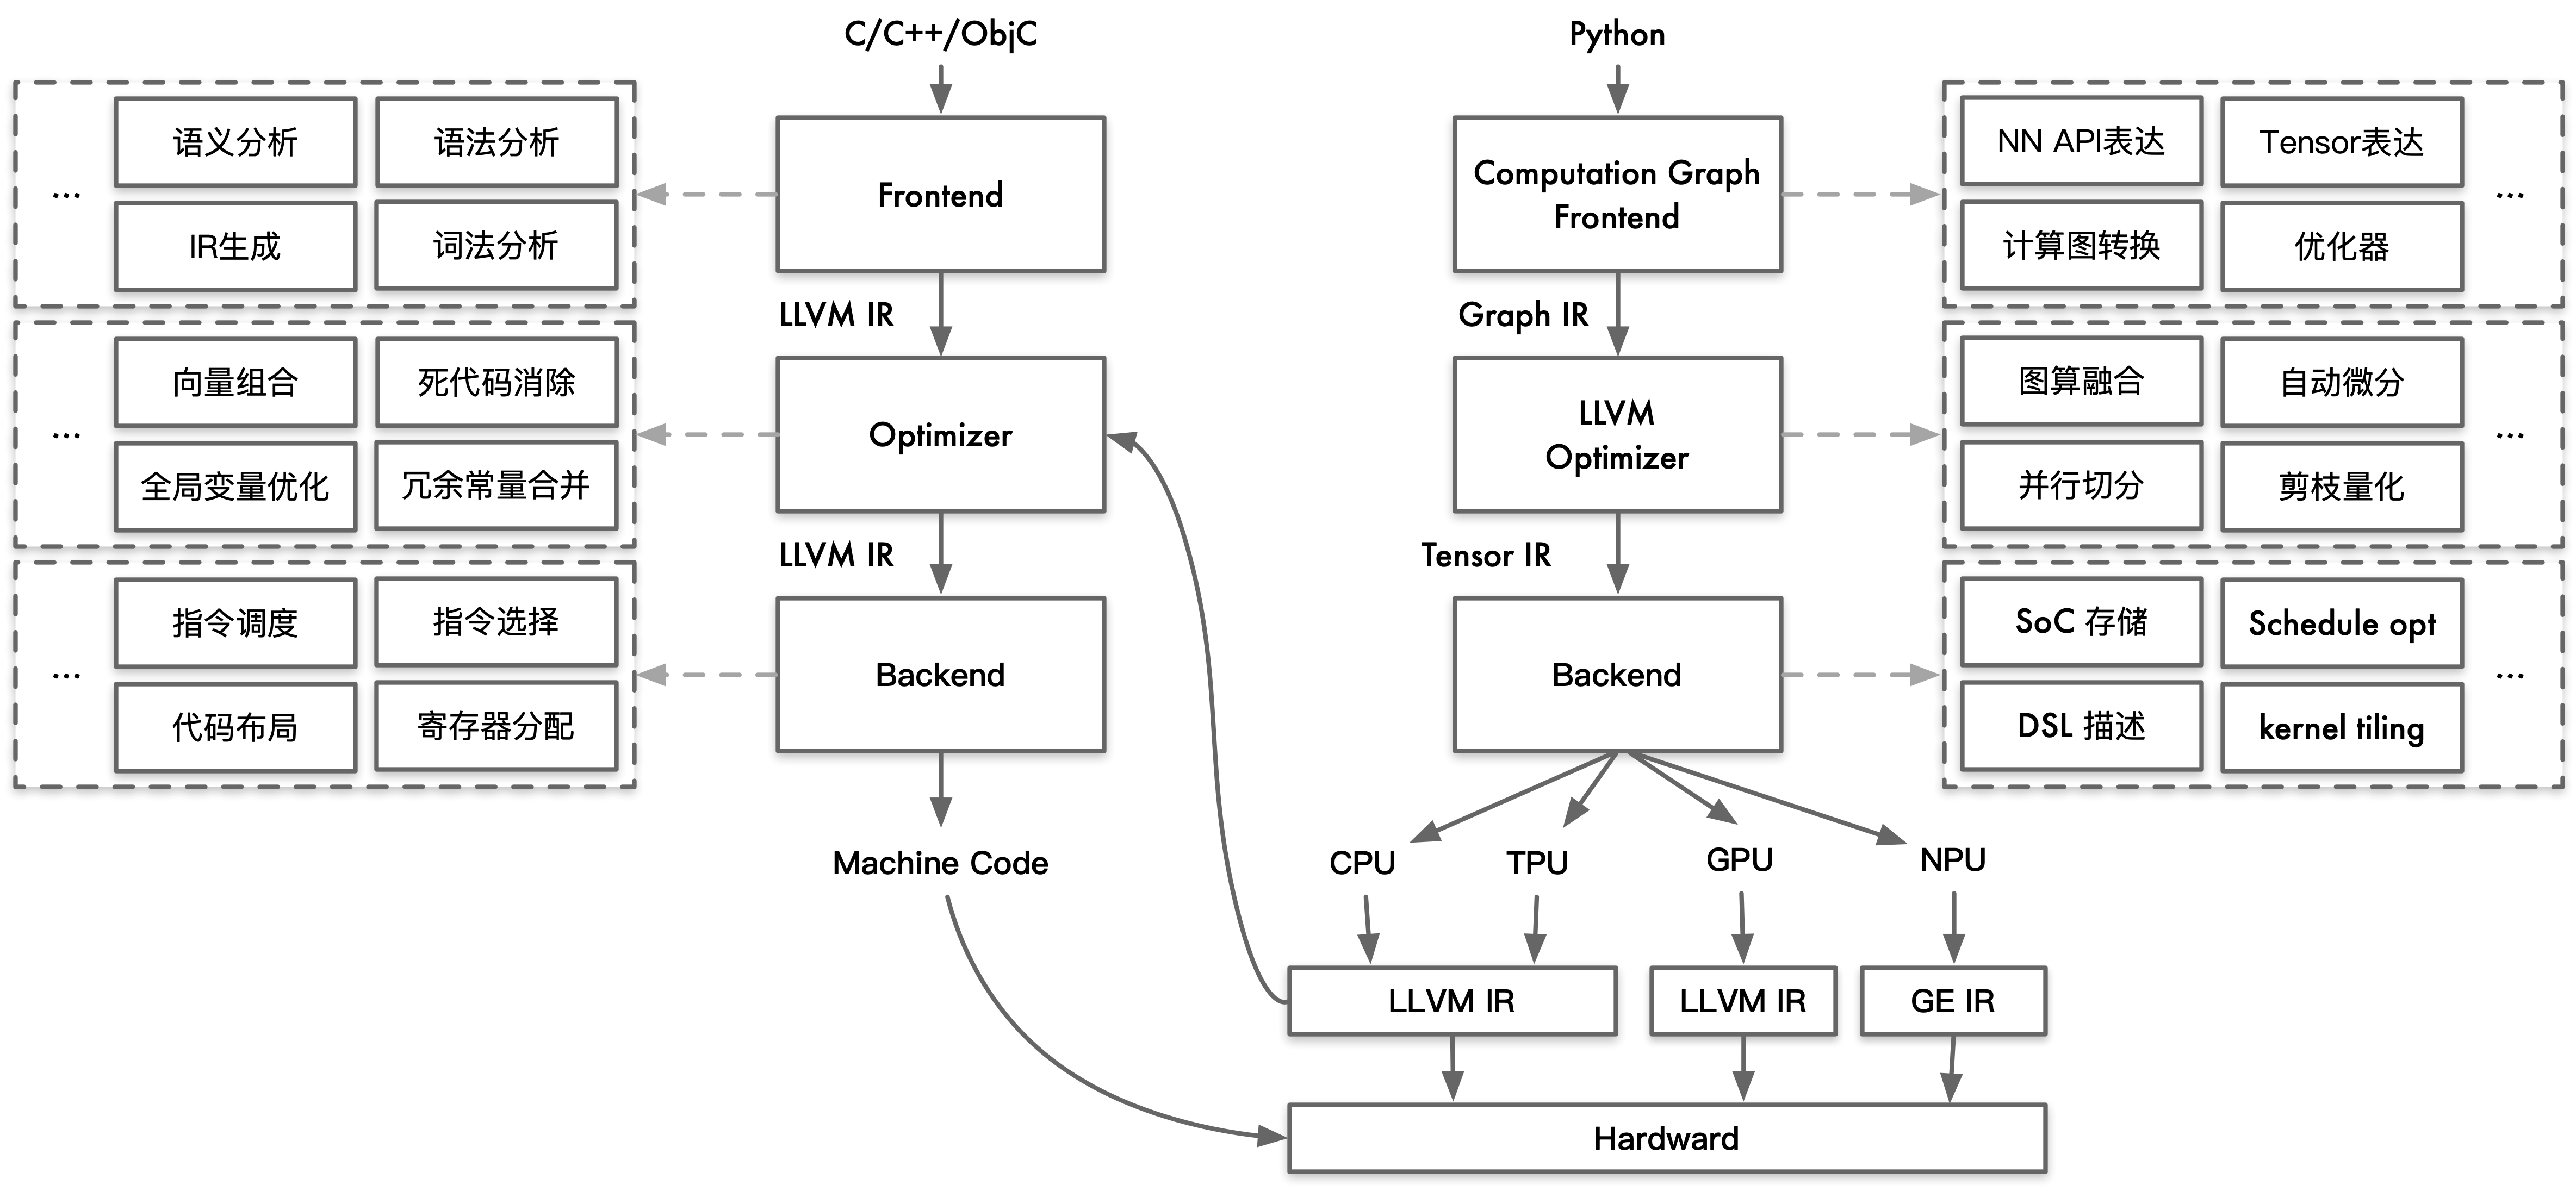 C/C++/ObjC
Python
...
语义分析
语法分析
IR生成
词法分析
Frontend
Computation Graph
Frontend
NN API表达
Tensor表达
计算图转换
优化器
...
LLVM IR
Graph IR
...
向量组合
死代码消除
全局变量优化
冗余常量合并
Optimizer
LLVM
Optimizer
图算融合
自动微分
并行切分
剪枝量化
...
LLVM IR
Tensor IR
...
指令调度
指令选择
代码布局
寄存器分配
Backend
Backend
SoC 存储
Schedule opt
DSL 描述
kernel tiling
...
Machine Code
CPU
TPU
GPU
NPU
LLVM IR
LLVM IR
GE IR
Hardward